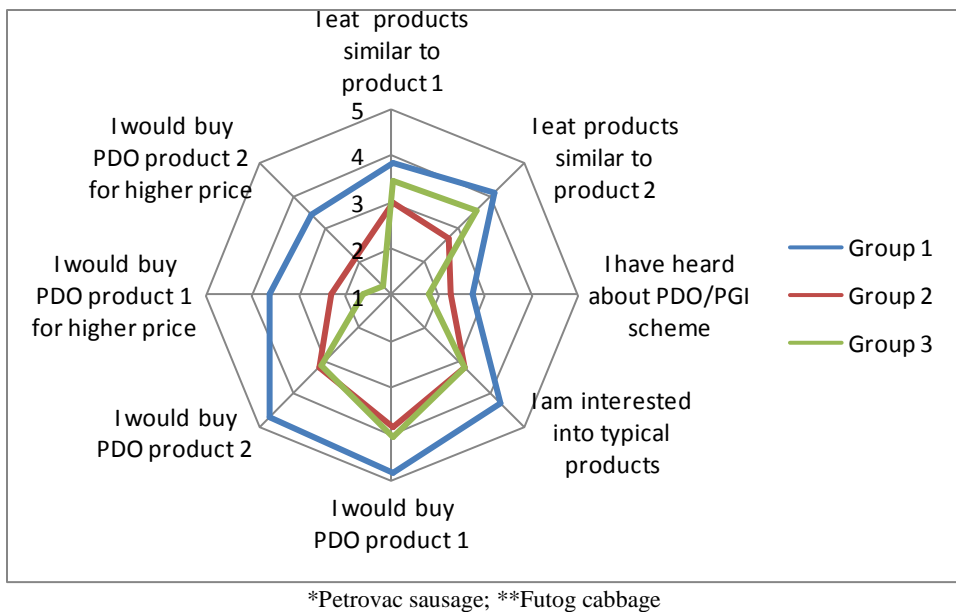 I eat products
similar to
product 1
I would buy
PDO product 2
for higher price
I eat products
similar to
product 2
5
4
3
2
1
I would buy
PDO product 1
for higher price
I have heard
about PDO/PGI
scheme
Group 1
Group 2
Group 3
I would buy
PDO product 2
I am interested
into typical
products
I would buy
PDO product 1
*Petrovac sausage; **Futog cabbage